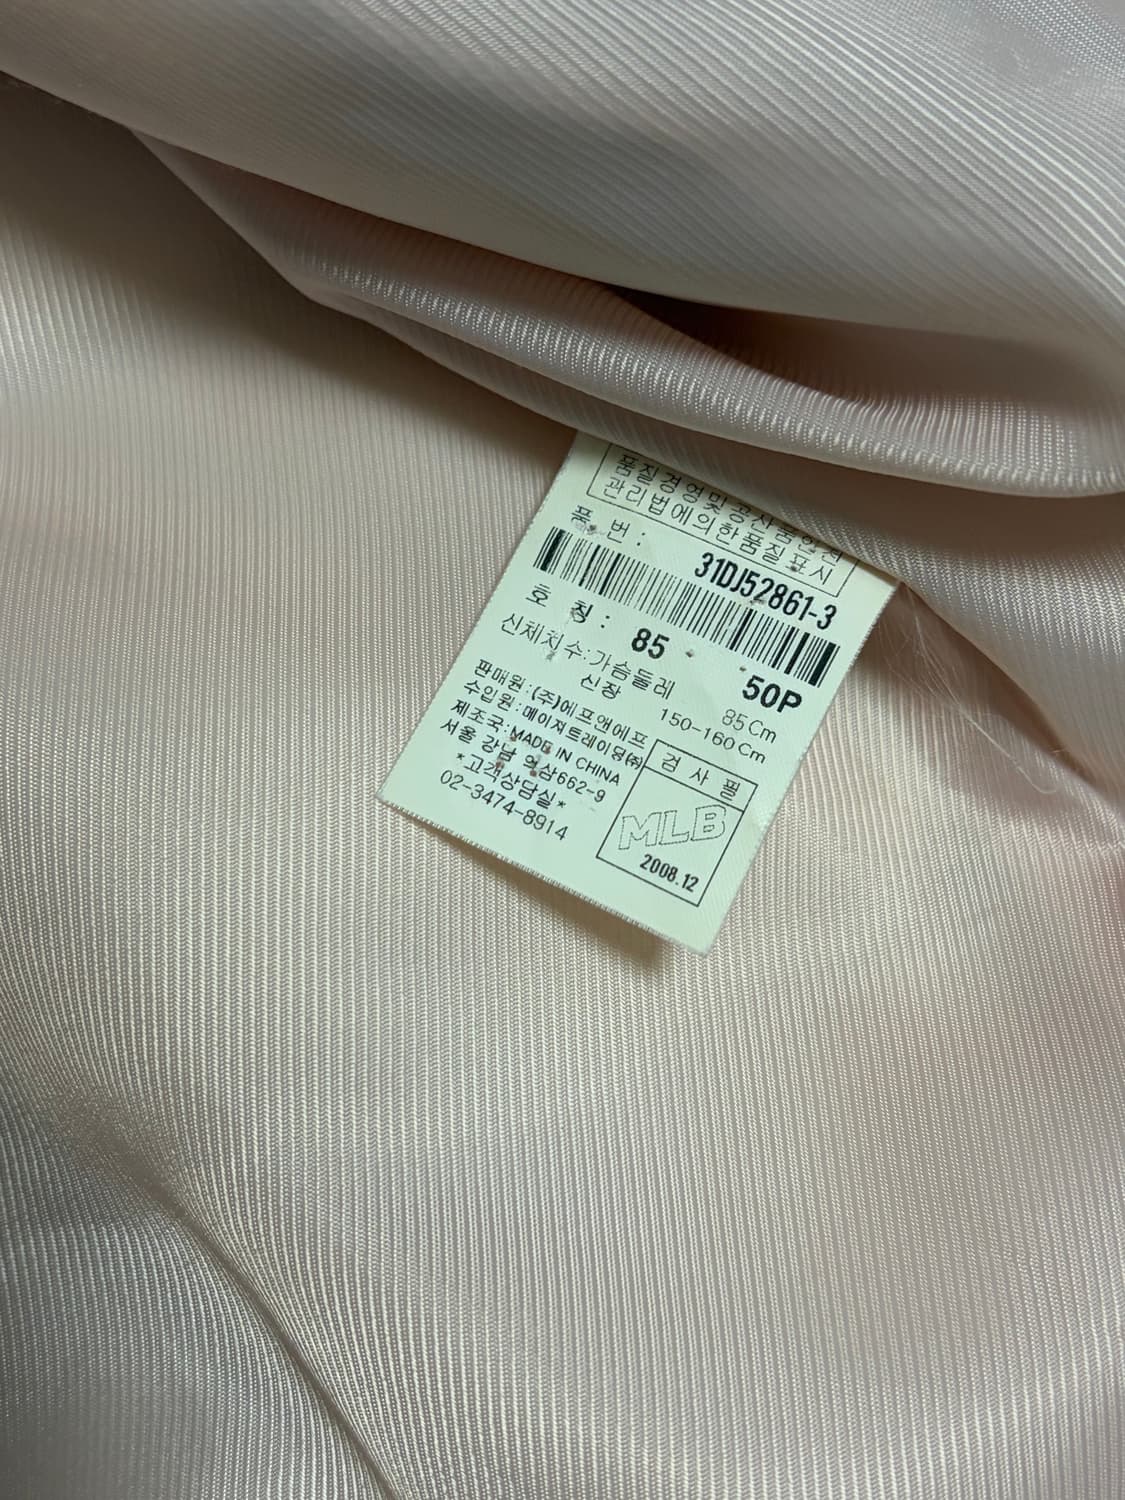 품질경영및공산품안전
관리법에의한품질표시
품 번 : 31DJ52861-3
호 칭 : 85 50P
신체치수:가슴둘레 85Cm
신장 150-160Cm
판매원:(주)에프앤에프
수입원:메이져트레이딩㈜
제조국:MADE IN CHINA
서울 강남 역삼662-9
*고객상담실*
02-3474-8914
검 사 필
MLB
2008.12